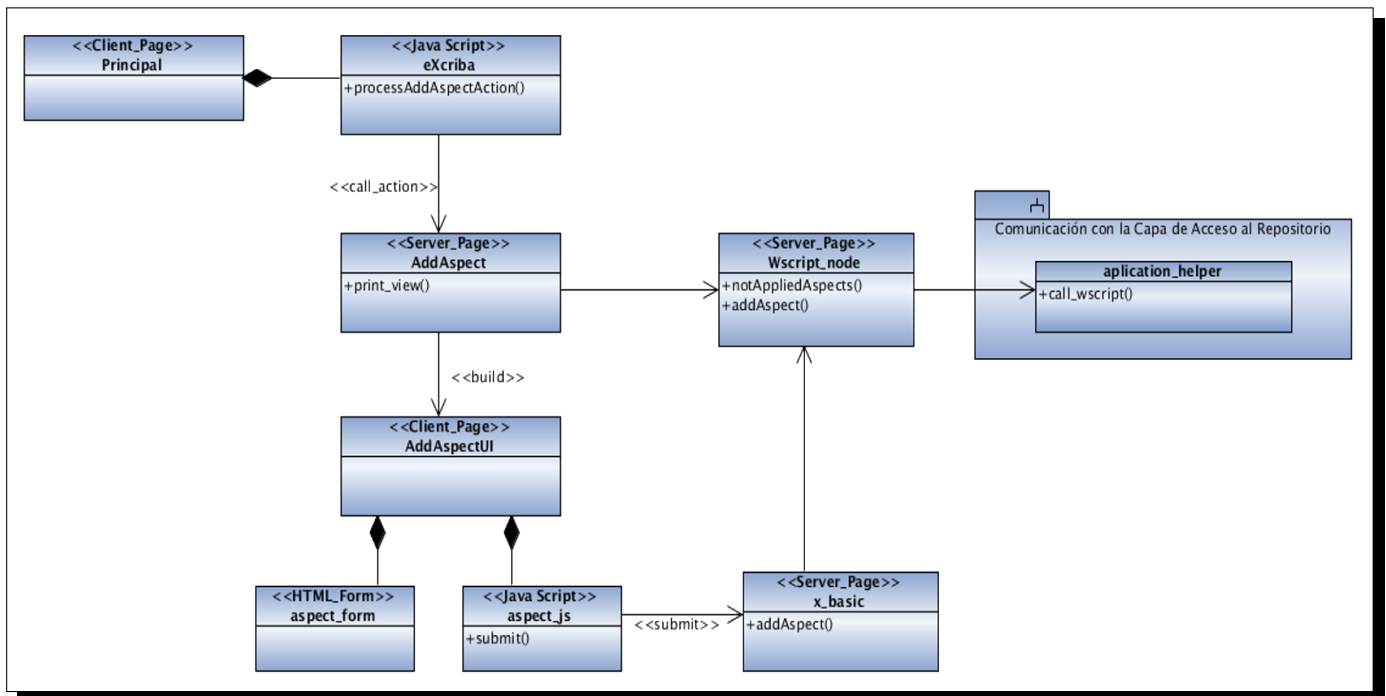 <<Client_Page>>
Principal
<<Java Script>>
eXcriba
+processAddAspectAction()
<<call_action>>
<<Server_Page>>
AddAspect
+print_view()
<<Server_Page>>
Wscript_node
+notAppliedAspects()
+addAspect()
Comunicación con la Capa de Acceso al Repositorio
aplication_helper
+call_wscript()
<<build>>
<<Client_Page>>
AddAspectUI
<<HTML_Form>>
aspect_form
<<Java Script>>
aspect_js
+submit()
<<submit>>
<<Server_Page>>
x_basic
+addAspect()